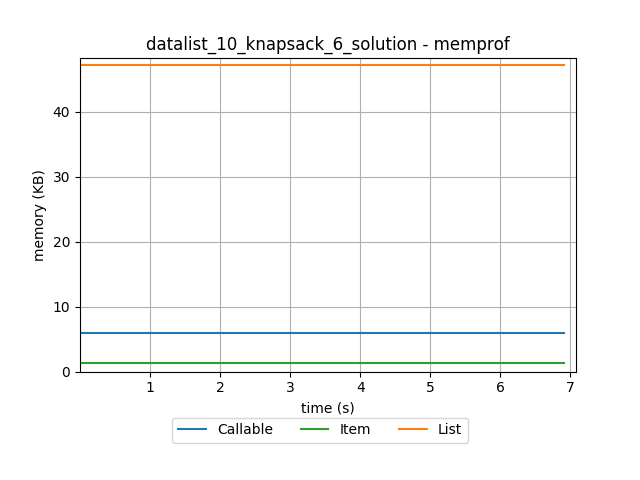 datalist_10_knapsack_6_solution - memprof
memory (KB)
40
30
20
10
0
1 2 3 4 5 6 7
time (s)
Callable Item List